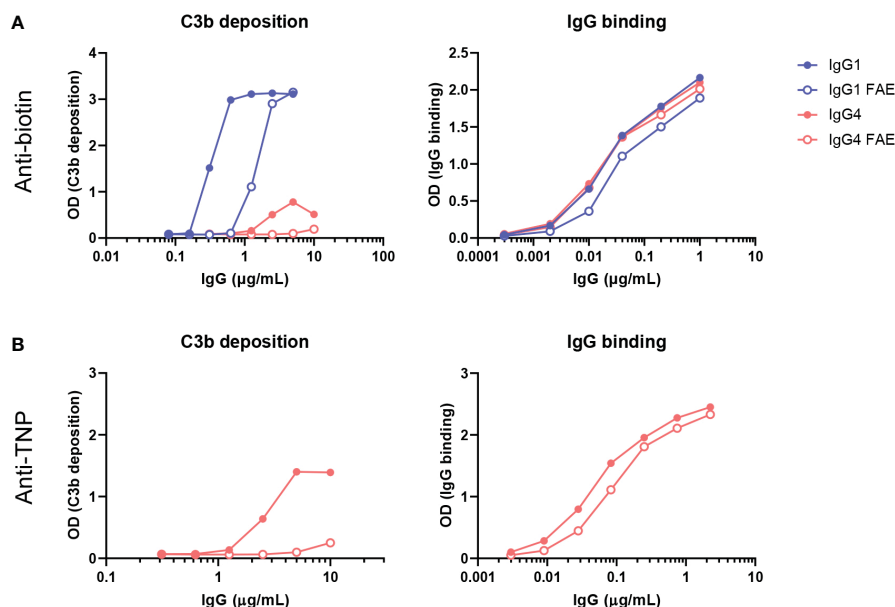 A
C3b deposition
IgG binding
Anti-biotin
OD (C3b deposition)
4
3
2
1
0
0.01 0.1 1 10 100
IgG (µg/mL)
OD (IgG binding)
2.5
2.0
1.5
1.0
0.5
0.0
0.0001 0.001 0.01 0.1 1 10
IgG (µg/mL)
IgG1
IgG1 FAE
IgG4
IgG4 FAE
B
C3b deposition
IgG binding
Anti-TNP
OD (C3b deposition)
3
2
1
0
0.1 1 10
IgG (µg/mL)
OD (IgG binding)
3
2
1
0
0.001 0.01 0.1 1 10
IgG (µg/mL)